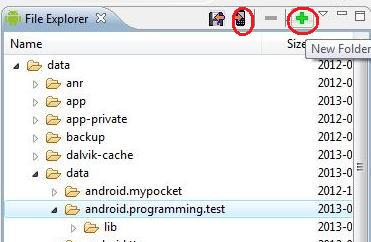 File Explorer
New Folder
Name Size
data 2012-0
anr 2013-0
app 2013-0
app-private 2012-0
backup 2012-0
dalvik-cache 2013-0
data 2013-0
android.mypocket 2012-1
android.programming.test 2013-0
lib 2013-0